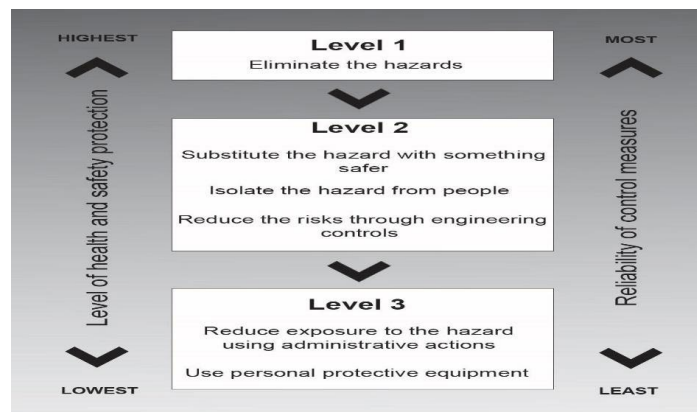 HIGHEST
MOST
Level 1
Eliminate the hazards
Level of health and safety protection
Reliability of control measures
Level 2
Substitute the hazard with something
safer
Isolate the hazard from people
Reduce the risks through engineering
controls
Level 3
Reduce exposure to the hazard
using administrative actions
Use personal protective equipment
LOWEST
LEAST